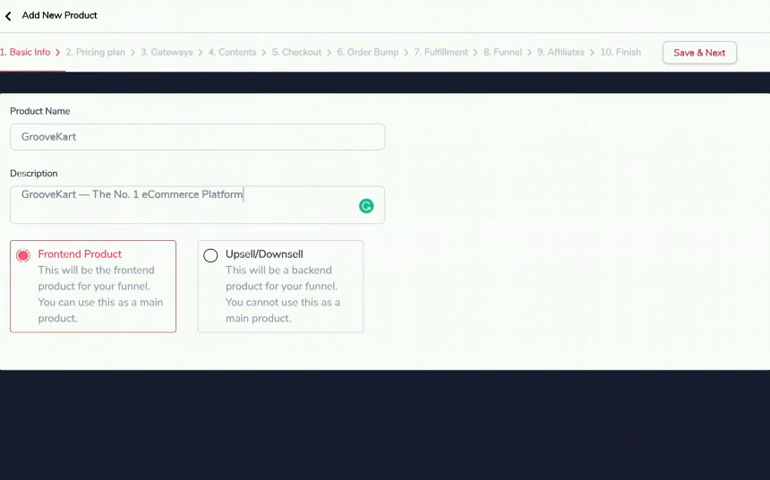 Add New Product
1. Basic Info > 2. Pricing plan > 3. Gateways > 4. Contents > 5. Checkout > 6. Order Bump > 7. Fulfillment > 8. Funnel > 9. Affiliates > 10. Finish Save & Next
Product Name
GrooveKart
Description
GrooveKart — The No. 1 eCommerce Platform
Frontend Product
This will be the frontend
product for your funnel.
You can use this as a main
product.
Upsell/Downsell
This will be a backend
product for your funnel.
You cannot use this as a
main product.